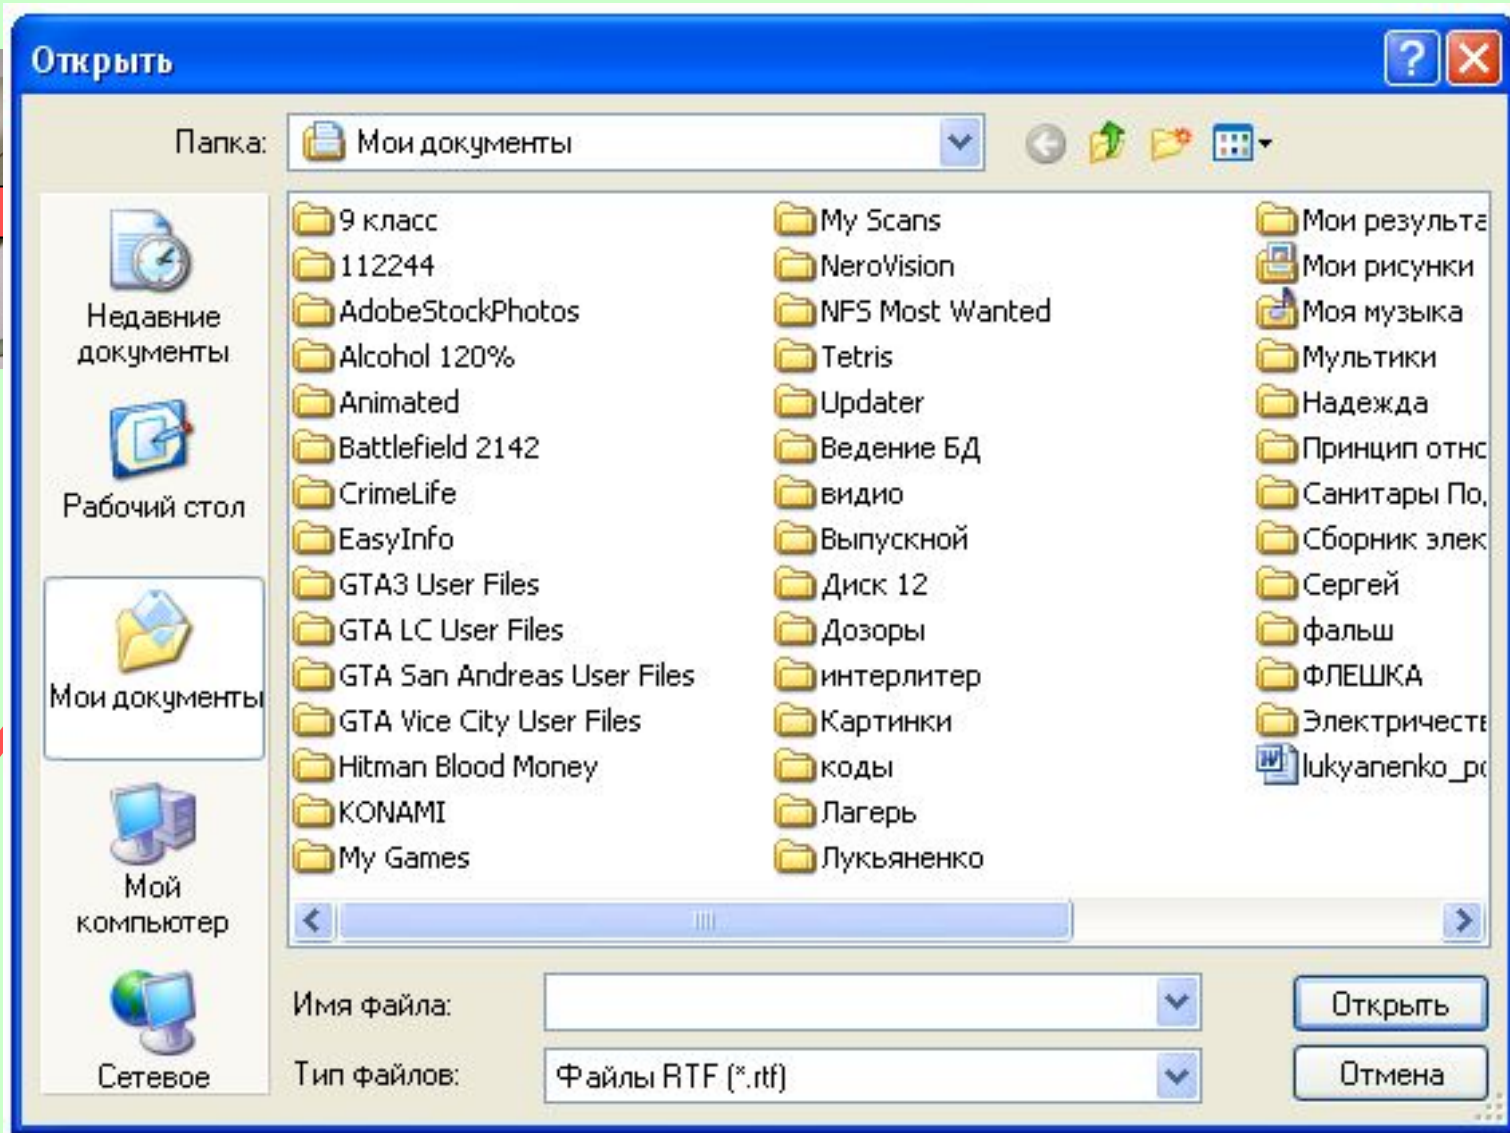 Открыть
Папка:
Мои документы
Недавние
документы
Рабочий стол
Мои документы
Мой
компьютер
Сетевое
9 класс
112244
AdobeStockPhotos
Alcohol 120%
Animated
Battlefield 2142
CrimeLife
EasyInfo
GTA3 User Files
GTA LC User Files
GTA San Andreas User Files
GTA Vice City User Files
Hitman Blood Money
KONAMI
My Games
My Scans
NeroVision
NFS Most Wanted
Tetris
Updater
Ведение БД
видио
Выпускной
Диск 12
Дозоры
интерлитер
Картинки
коды
Лагерь
Лукьяненко
Мои результа
Мои рисунки
Моя музыка
Мультики
Надежда
Принцип отно
Санитары По
Сборник элек
Сергей
фальш
ФЛЕШКА
Электричеств
lukyanenko_po
Имя файла:
Открыть
Тип файлов:
Файлы RTF (*.rtf)
Отмена